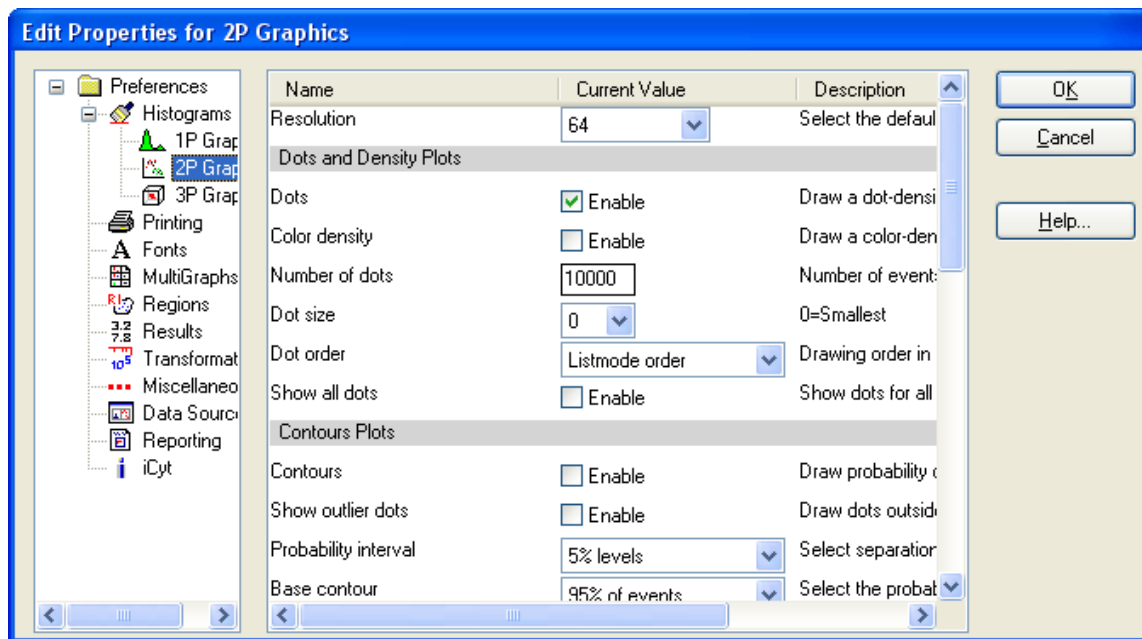 Edit Properties for 2P Graphics
Preferences
Histograms
1P Grap
2P Grap
3P Grap
Printing
Fonts
MultiGraphs
Regions
Results
Transformat
Miscellaneo
Data Source
Reporting
iCyt
Name Current Value Description
Resolution 64 Select the defaul
Dots and Density Plots
Dots Enable Draw a dot-densi
Color density Enable Draw a color-den
Number of dots 10000 Number of event
Dot size 0 0=Smallest
Dot order Listmode order Drawing order in
Show all dots Enable Show dots for all
Contours Plots
Contours Enable Draw probability
Show outlier dots Enable Draw dots outsid
Probability interval 5% levels Select separation
Base contour 95% of events Select the probab
OK
Cancel
Help...